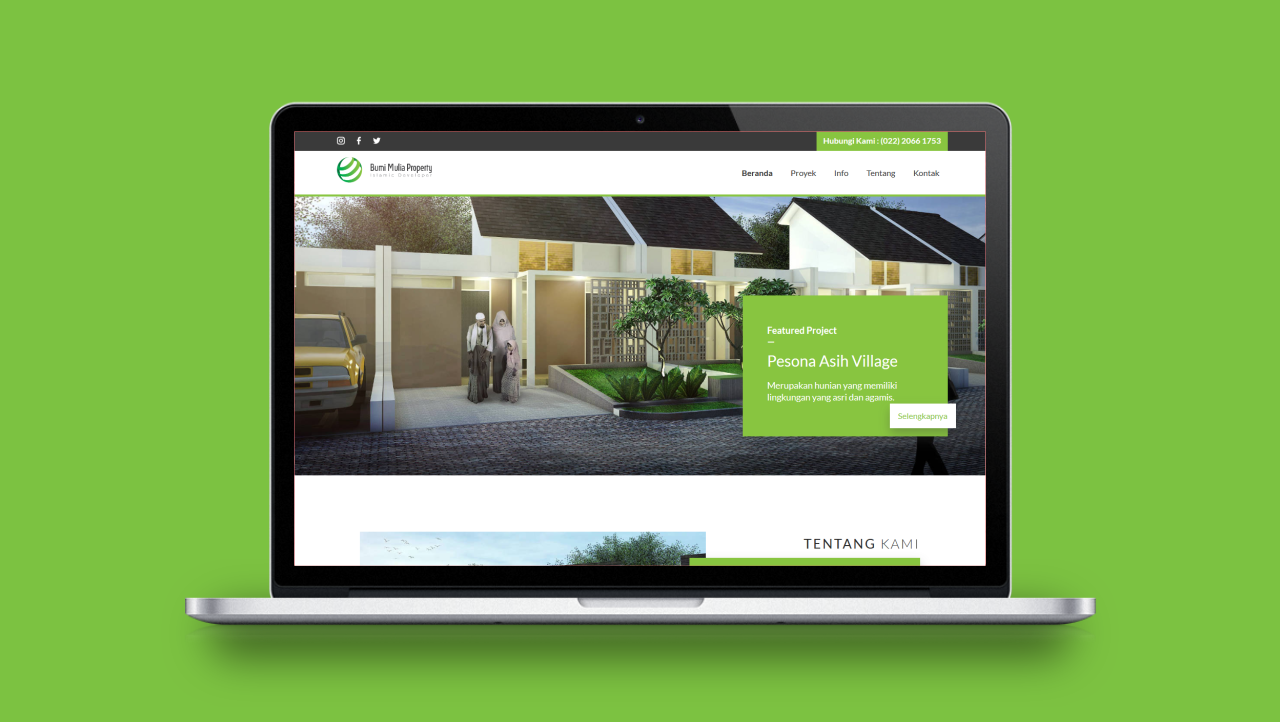 Hubungi Kami : (022) 2066 1753
Bumi Mulia Property
Islamic Developer
Beranda
Proyek
Info
Tentang
Kontak
Featured Project
Pesona Asih Village
Merupakan hunian yang memiliki
lingkungan yang asri dan agamis.
Selengkapnya
TENTANG KAMI